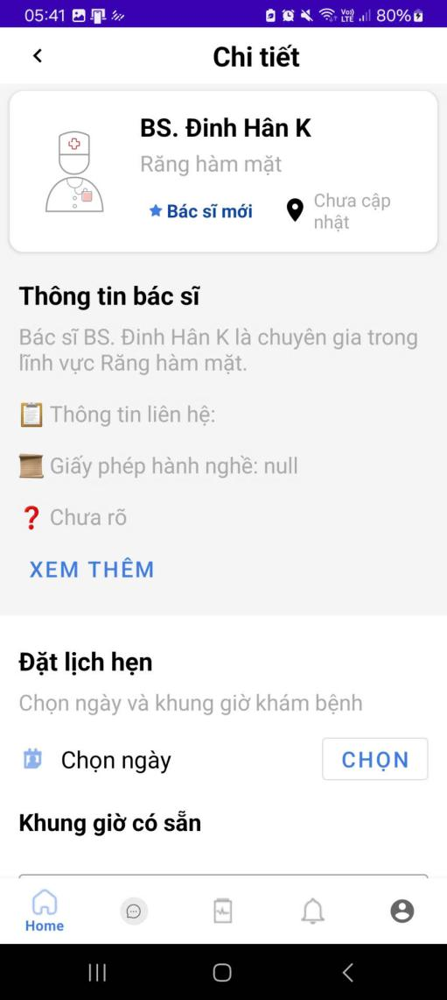 05:41
Vo))
LTE
80%
Chi tiết
BS. Đinh Hân K
Răng hàm mặt
Bác sĩ mới
Chưa cập
nhật
Thông tin bác sĩ
Bác sĩ BS. Đinh Hân K là chuyên gia trong
lĩnh vực Răng hàm mặt.
Thông tin liên hệ:
Giấy phép hành nghề: null
Chưa rõ
XEM THÊM
Đặt lịch hẹn
Chọn ngày và khung giờ khám bệnh
Chọn ngày
CHỌN
Khung giờ có sẵn
Home